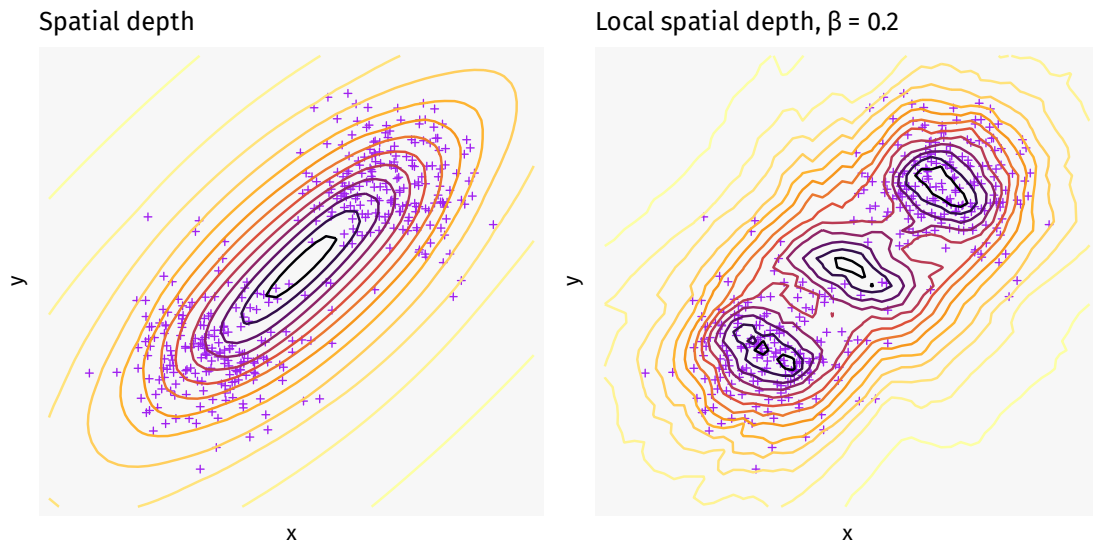 Spatial depth
Local spatial depth, β = 0.2
y
x
y
x